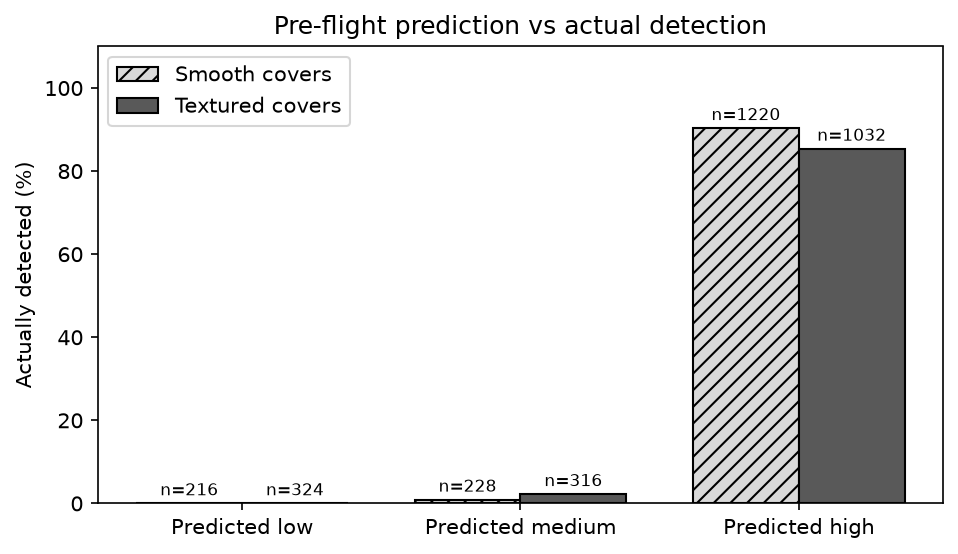 Pre-flight prediction vs actual detection
Smooth covers
Textured covers
Actually detected (%)
100
80
60
40
20
0
n=216
n=324
n=228
n=316
n=1220
n=1032
Predicted low
Predicted medium
Predicted high